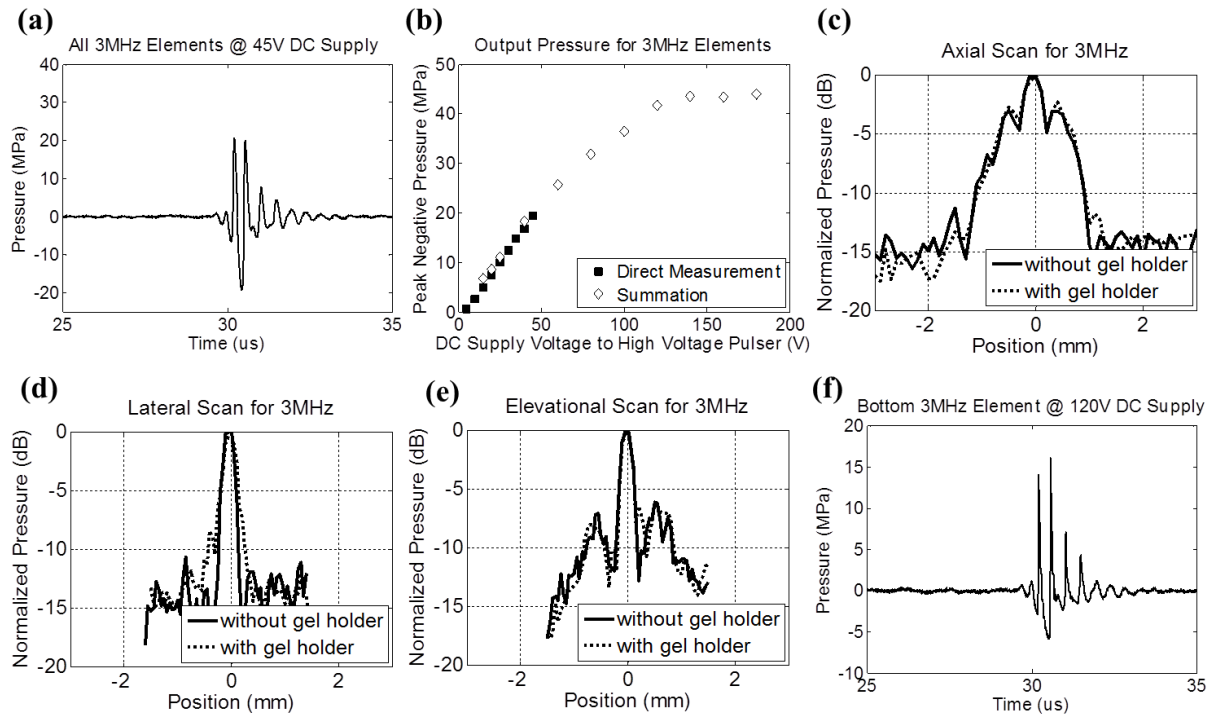 (a)
All 3MHz Elements @ 45V DC Supply
40
30
20
10
0
-10
-20
25
30
35
Pressure (MPa)
Time (us)
(b)
Output Pressure for 3MHz Elements
50
40
30
20
10
0
0
50
100
150
200
Peak Negative Pressure (MPa)
Direct Measurement
Summation
DC Supply Voltage to High Voltage Pulser (V)
(c)
Axial Scan for 3MHz
0
-5
-10
-15
-20
-2
0
2
Normalized Pressure (dB)
without gel holder
with gel holder
Position (mm)
(d)
Lateral Scan for 3MHz
0
-5
-10
-15
-20
-2
0
2
Normalized Pressure (dB)
without gel holder
with gel holder
Position (mm)
(e)
Elevational Scan for 3MHz
0
-5
-10
-15
-20
-2
0
2
Normalized Pressure (dB)
without gel holder
with gel holder
Position (mm)
(f)
Bottom 3MHz Element @ 120V DC Supply
20
15
10
5
0
-5
-10
25
30
35
Pressure (MPa)
Time (us)